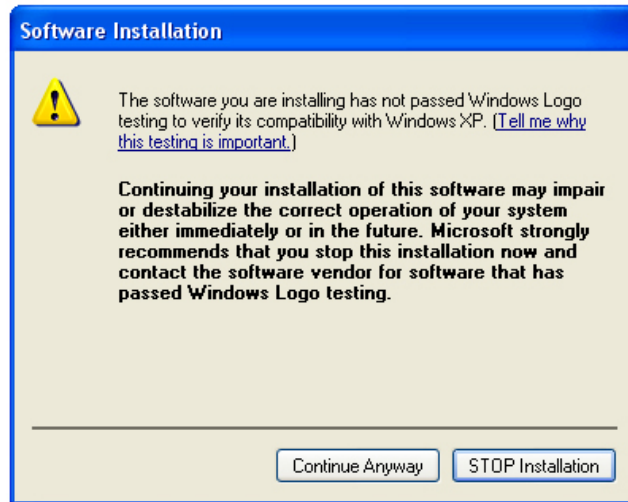 Software Installation
The software you are installing has not passed Windows Logo
testing to verify its compatibility with Windows XP. (Tell me why
this testing is important.)
Continuing your installation of this software may impair
or destabilize the correct operation of your system
either immediately or in the future. Microsoft strongly
recommends that you stop this installation now and
contact the software vendor for software that has
passed Windows Logo testing.
Continue Anyway
STOP Installation